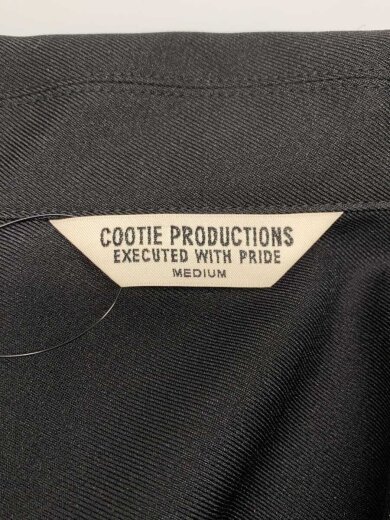 COOTIE PRODUCTIONS
EXECUTED WITH PRIDE
MEDIUM